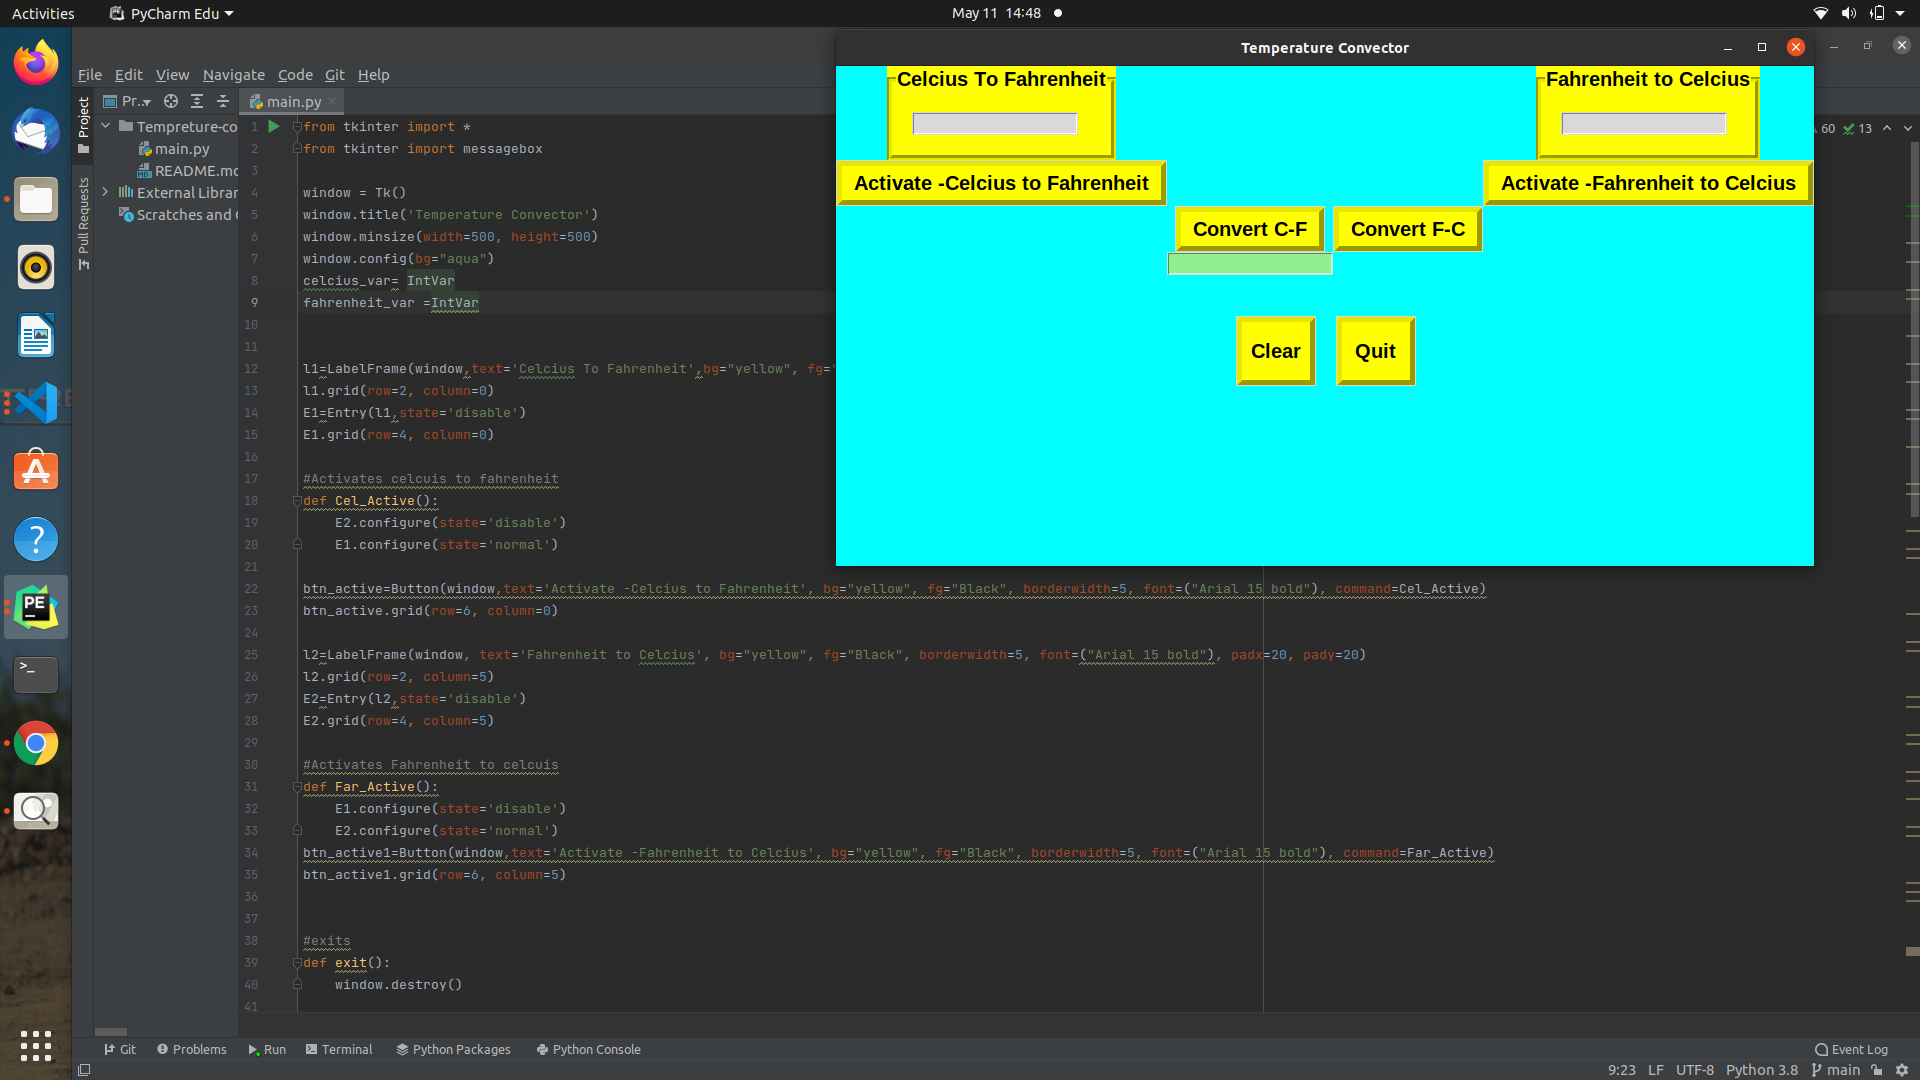 Activities PyCharm Edu May 11 14:48
Temperature Convector
File Edit View Navigate Code Git Help
Pr... main.py
Project
Pull Requests
Tempreture-co
main.py
README.mc
External Librar
Scratches and
60 13
1 from tkinter import *
2 from tkinter import messagebox
3
4 window = Tk()
5 window.title('Temperature Convector')
6 window.minsize(width=500, height=500)
7 window.config(bg="aqua")
8 celcius_var= IntVar
9 fahrenheit_var =IntVar
10
11
12 l1=LabelFrame(window,text='Celcius To Fahrenheit',bg="yellow", fg="
13 l1.grid(row=2, column=0)
14 E1=Entry(l1,state='disable')
15 E1.grid(row=4, column=0)
16
17 #Activates celcuis to fahrenheit
18 def Cel_Active():
19 E2.configure(state='disable')
20 E1.configure(state='normal')
21
22 btn_active=Button(window,text='Activate -Celcius to Fahrenheit', bg="yellow", fg="Black", borderwidth=5, font=("Arial 15 bold"), command=Cel_Active)
23 btn_active.grid(row=6, column=0)
24
25 l2=LabelFrame(window, text='Fahrenheit to Celcius', bg="yellow", fg="Black", borderwidth=5, font=("Arial 15 bold"), padx=20, pady=20)
26 l2.grid(row=2, column=5)
27 E2=Entry(l2,state='disable')
28 E2.grid(row=4, column=5)
29
30 #Activates Fahrenheit to celcuis
31 def Far_Active():
32 E1.configure(state='disable')
33 E2.configure(state='normal')
34 btn_active1=Button(window,text='Activate -Fahrenheit to Celcius', bg="yellow", fg="Black", borderwidth=5, font=("Arial 15 bold"), command=Far_Active)
35 btn_active1.grid(row=6, column=5)
36
37
38 #exits
39 def exit():
40 window.destroy()
41
Celcius To Fahrenheit Fahrenheit to Celcius
Activate -Celcius to Fahrenheit Activate -Fahrenheit to Celcius
Convert C-F Convert F-C
Clear Quit
PE
>_
Git Problems Run Terminal Python Packages Python Console Event Log
9:23 LF UTF-8 Python 3.8 main